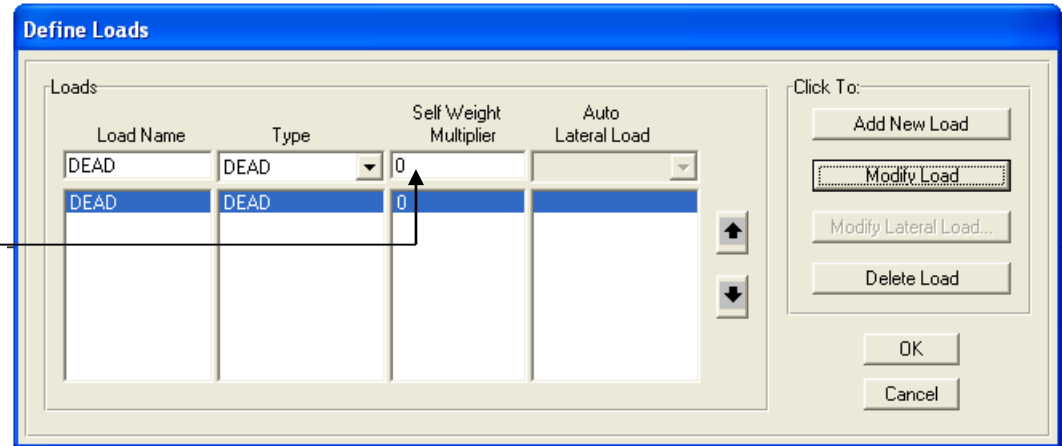 Define Loads
Loads
Click To:
Load Name
Type
Self Weight
Multiplier
Auto
Lateral Load
DEAD
DEAD
0
DEAD
DEAD
0
Add New Load
Modify Load
Modify Lateral Load...
Delete Load
OK
Cancel